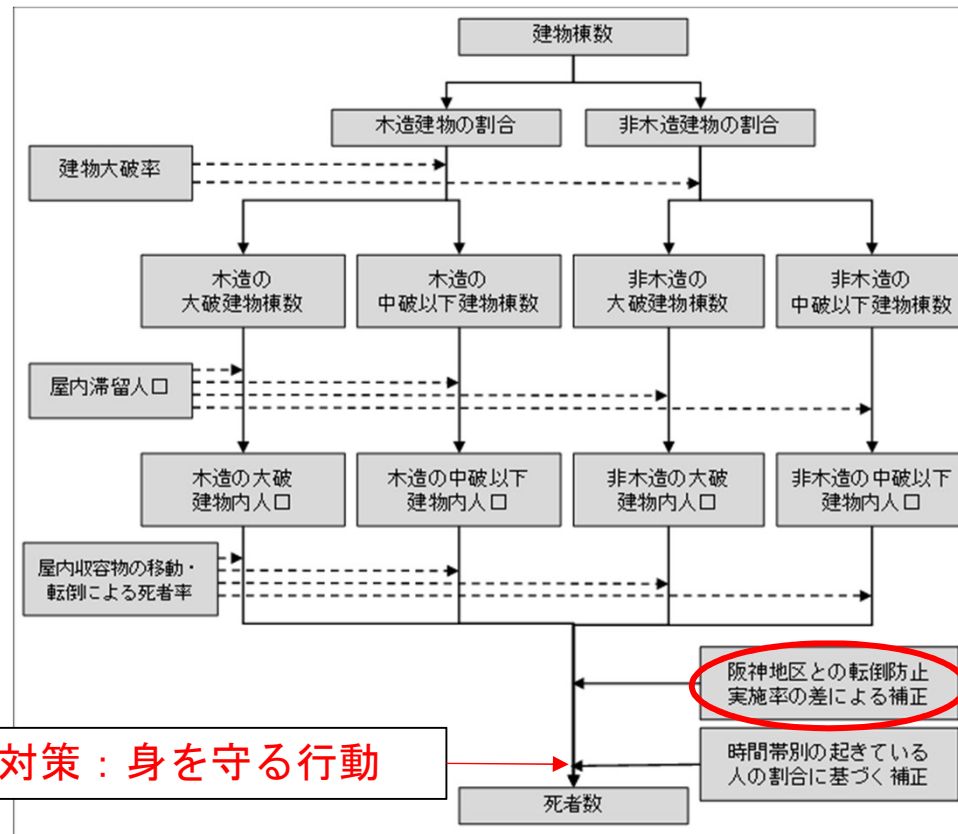 建物棟数
木造建物の割合
非木造建物の割合
建物大破率
木造の
大破建物棟数
木造の
中破以下建物棟数
非木造の
大破建物棟数
非木造の
中破以下建物棟数
屋内滞留人口
木造の大破
建物内人口
木造の中破以下
建物内人口
非木造の大破
建物内人口
非木造の中破以下
建物内人口
屋内収容物の移動・
転倒による死者率
阪神地区との転倒防止
実施率の差による補正
対策：身を守る行動
時間帯別の起きている
人の割合に基づく補正
死者数